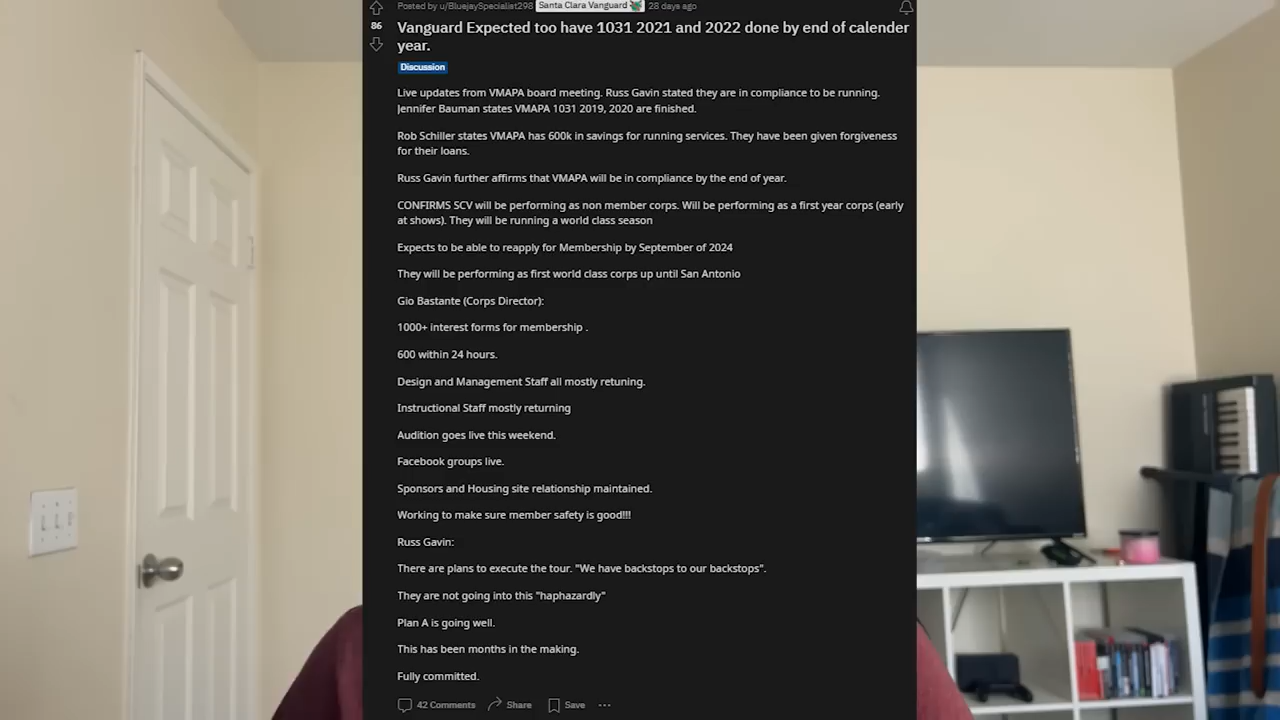 Posted by u/BluejaySpecialist298 Santa Clara Vanguard 28 days ago
86
Vanguard Expected too have 1031 2021 and 2022 done by end of calender
year.
Discussion
Live updates from VMAPA board meeting. Russ Gavin stated they are in compliance to be running.
Jennifer Bauman states VMAPA 1031 2019, 2020 are finished.
Rob Schiller states VMAPA has 600k in savings for running services. They have been given forgiveness
for their loans.
Russ Gavin further affirms that VMAPA will be in compliance by the end of year.
CONFIRMS SCV will be performing as non member corps. Will be performing as a first year corps (early
at shows). They will be running a world class season
Expects to be able to reapply for Membership by September of 2024
They will be performing as first world class corps up until San Antonio
Gio Bastante (Corps Director):
1000+ interest forms for membership .
600 within 24 hours.
Design and Management Staff all mostly retuning.
Instructional Staff mostly returning
Audition goes live this weekend.
Facebook groups live.
Sponsors and Housing site relationship maintained.
Working to make sure member safety is good!!!
Russ Gavin:
There are plans to execute the tour. "We have backstops to our backstops".
They are not going into this "haphazardly"
Plan A is going well.
This has been months in the making.
Fully committed.
42 Comments Share Save